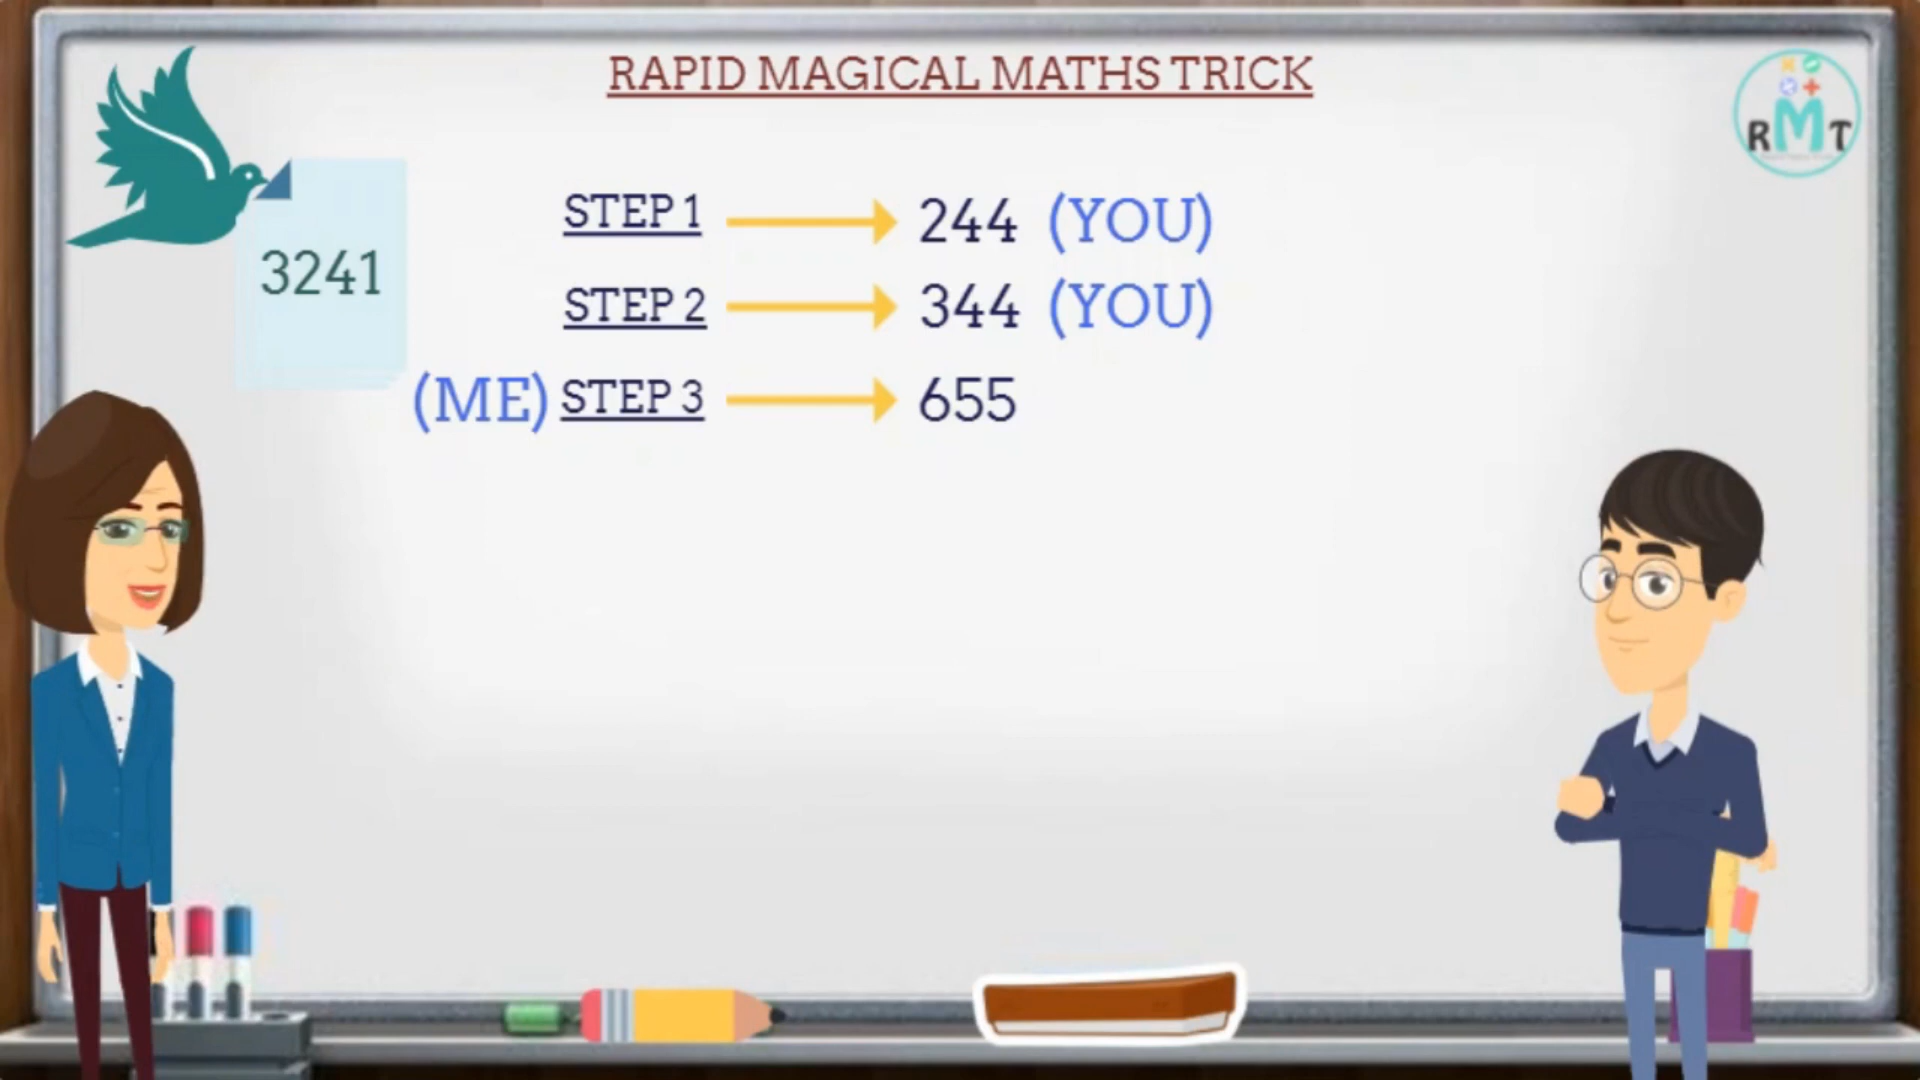 RAPID MAGICAL MATHS TRICK
RMT
3241
STEP 1 244 (YOU)
STEP 2 344 (YOU)
(ME) STEP 3 655